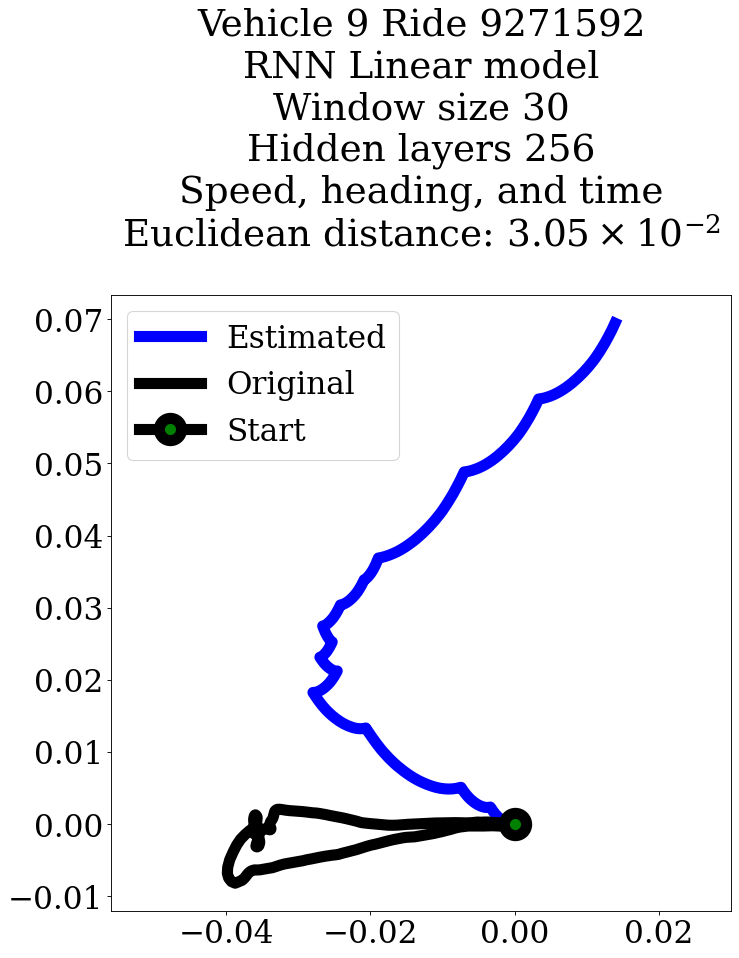 Vehicle 9 Ride 9271592
RNN Linear model
Window size 30
Hidden layers 256
Speed, heading, and time
Euclidean distance: 3.05 × 10⁻²
Estimated
Original
Start
0.07
0.06
0.05
0.04
0.03
0.02
0.01
0.00
−0.01
−0.04 −0.02 0.00 0.02